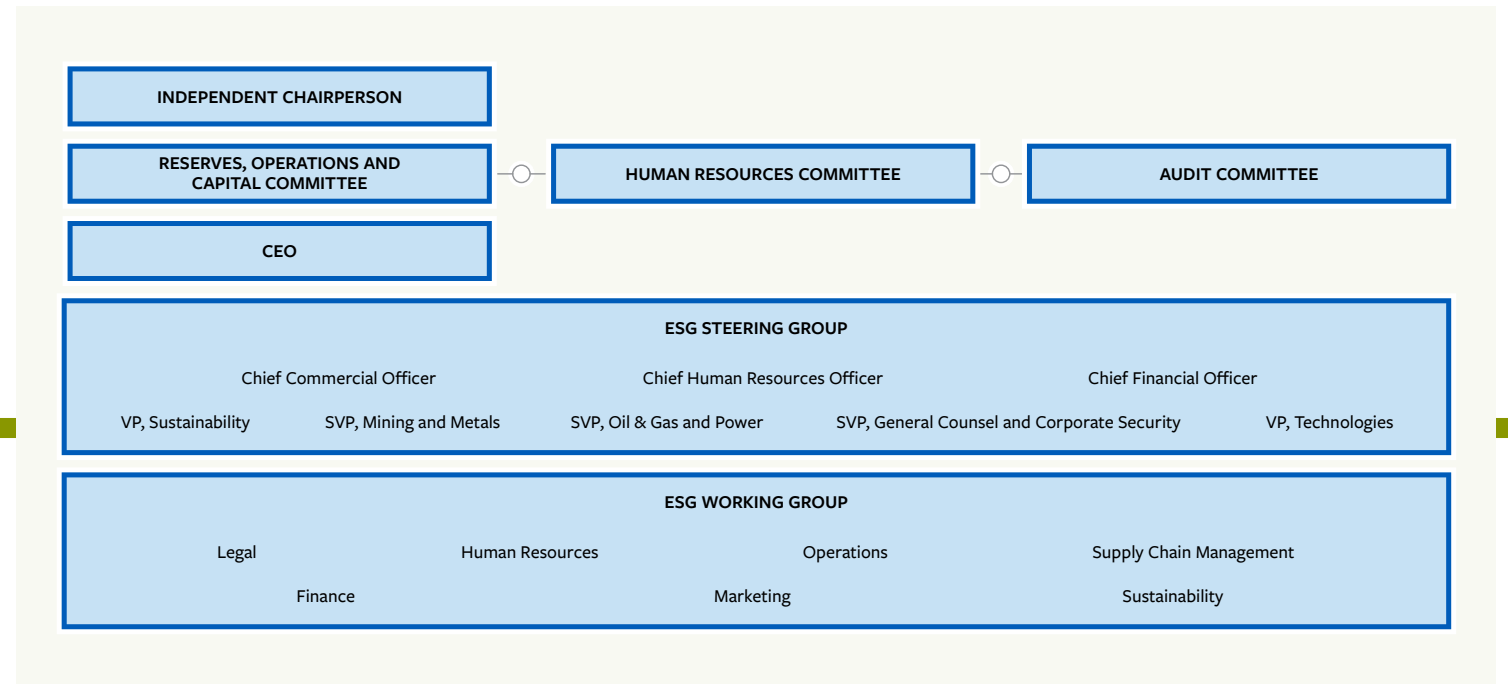 INDEPENDENT CHAIRPERSON
RESERVES, OPERATIONS AND
CAPITAL COMMITTEE
HUMAN RESOURCES COMMITTEE
AUDIT COMMITTEE
CEO
ESG STEERING GROUP
Chief Commercial Officer
Chief Human Resources Officer
Chief Financial Officer
VP, Sustainability
SVP, Mining and Metals
SVP, Oil & Gas and Power
SVP, General Counsel and Corporate Security
VP, Technologies
ESG WORKING GROUP
Legal
Human Resources
Operations
Supply Chain Management
Finance
Marketing
Sustainability